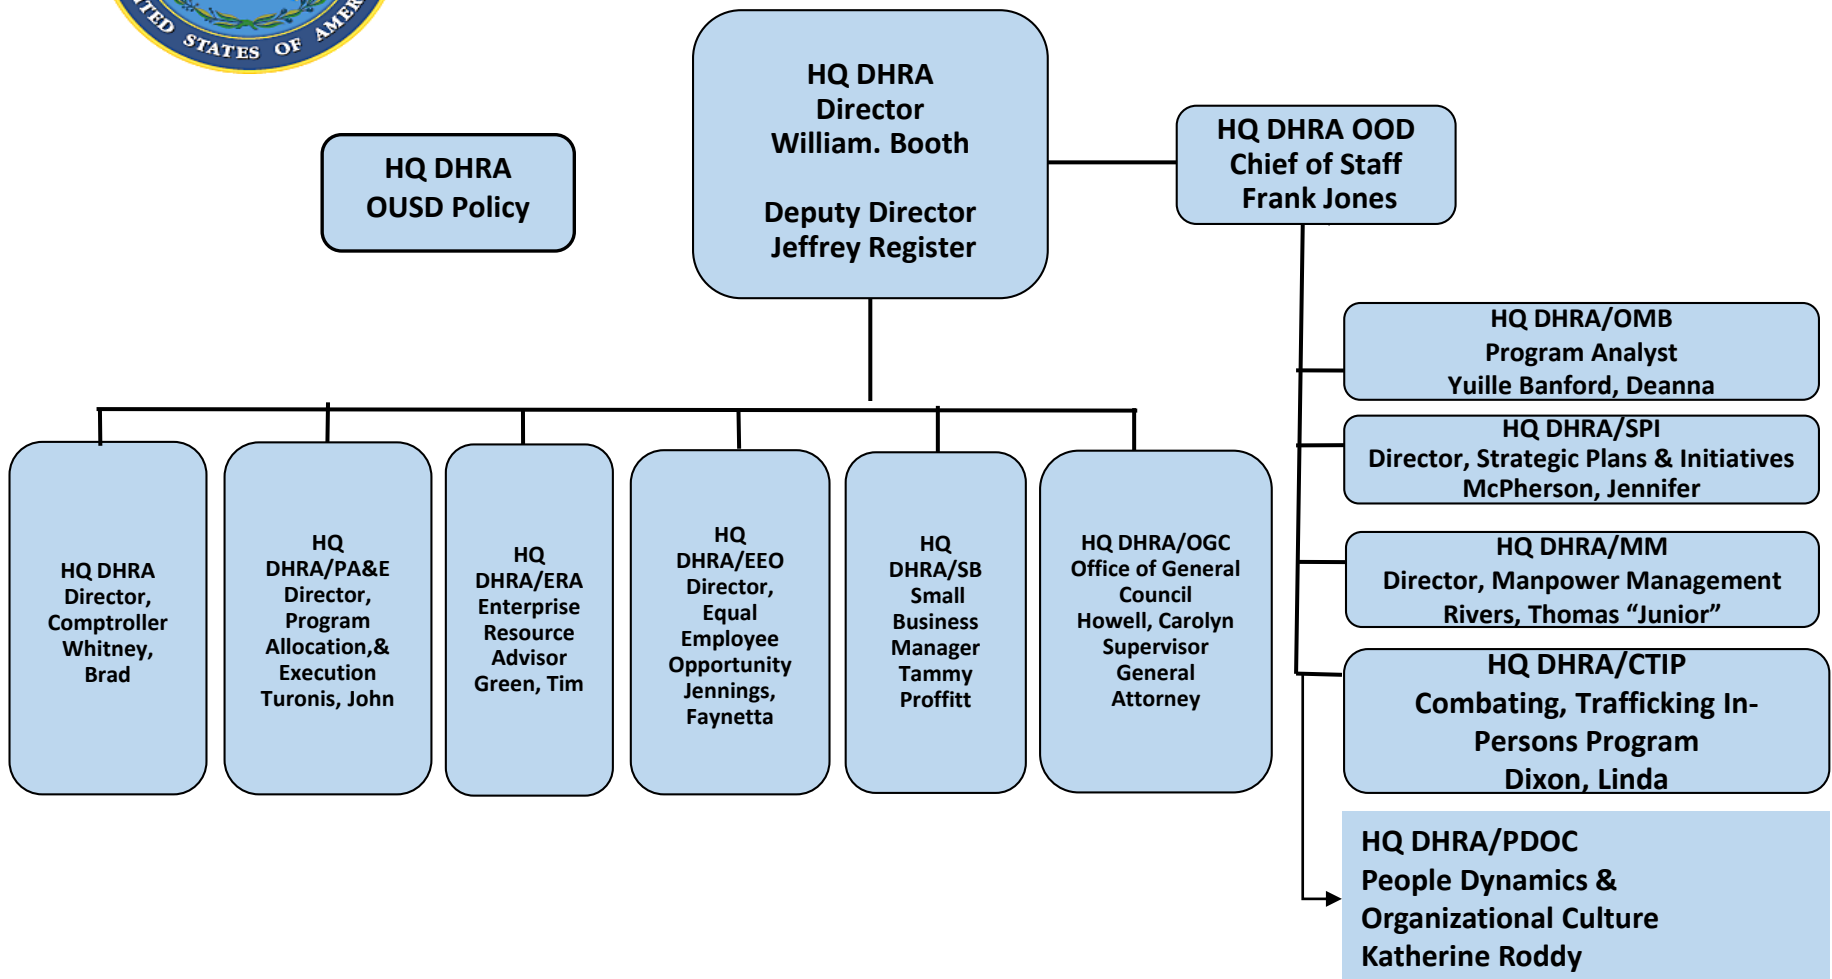 UNITED STATES OF AMER
HQ DHRA
Director
William. Booth
Deputy Director
Jeffrey Register
HQ DHRA OOD
Chief of Staff
Frank Jones
HQ DHRA
OUSD Policy
HQ DHRA/OMB
Program Analyst
Yuille Banford, Deanna
HQ DHRA/SPI
Director, Strategic Plans & Initiatives
McPherson, Jennifer
HQ DHRA/MM
Director, Manpower Management
Rivers, Thomas “Junior”
HQ DHRA/CTIP
Combating, Trafficking In-
Persons Program
Dixon, Linda
HQ DHRA/PDOC
People Dynamics &
Organizational Culture
Katherine Roddy
HQ DHRA
Director,
Comptroller
Whitney,
Brad
HQ
DHRA/PA&E
Director,
Program
Allocation,&
Execution
Turonis, John
HQ
DHRA/ERA
Enterprise
Resource
Advisor
Green, Tim
HQ
DHRA/EEO
Director,
Equal
Employee
Opportunity
Jennings,
Faynetta
HQ
DHRA/SB
Small
Business
Manager
Tammy
Proffitt
HQ DHRA/OGC
Office of General
Council
Howell, Carolyn
Supervisor
General
Attorney